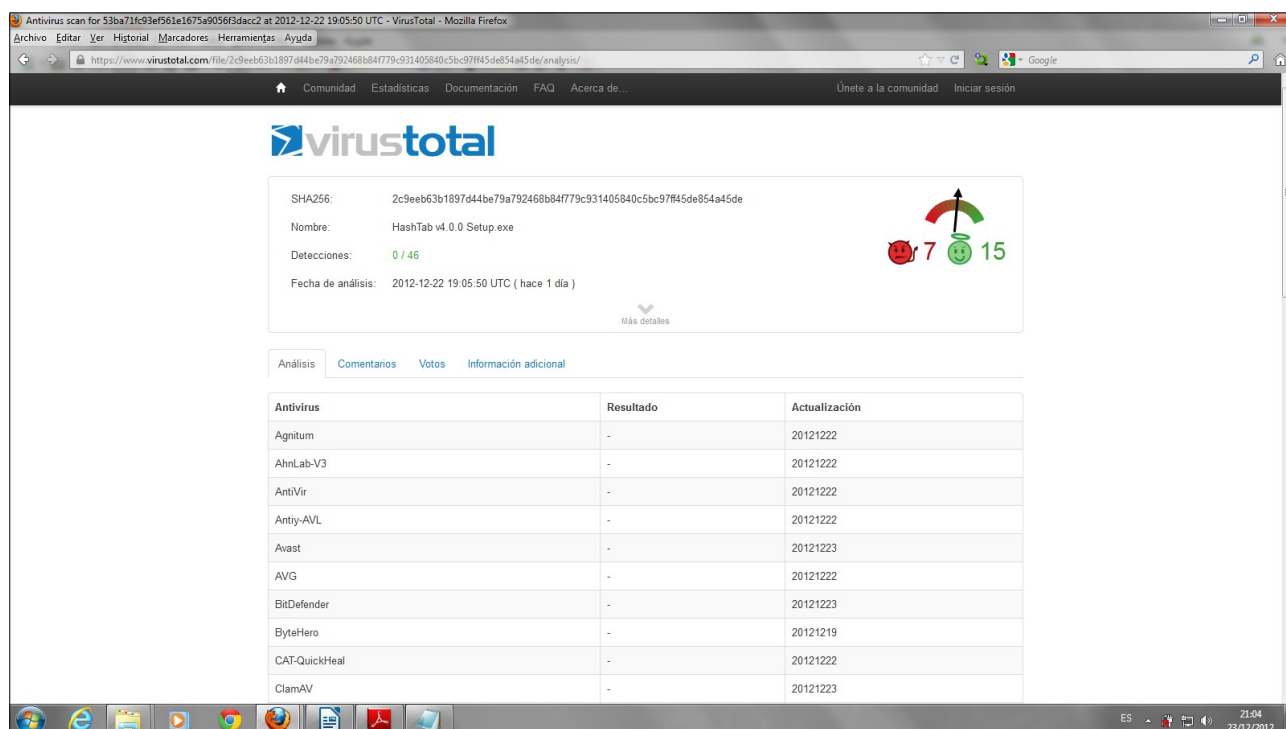 Antivirus scan for 53ba71fc93ef561e1675a9056f3dacc2 at 2012-12-22 19:05:50 UTC - VirusTotal - Mozilla Firefox
Archivo Editar Ver Historial Marcadores Herramientas Ayuda
https://www.virustotal.com/file/2c9eeb63b1897d44be79a792468b84f779c931405840c5bc97ff45de854a45de/analysis/ Google
Comunidad Estadísticas Documentación FAQ Acerca de... Únete a la comunidad Iniciar sesión
virustotal
SHA256: 2c9eeb63b1897d44be79a792468b84f779c931405840c5bc97ff45de854a45de
Nombre: HashTab v4.0.0 Setup.exe
Detecciones: 0 / 46
7 15
Fecha de análisis: 2012-12-22 19:05:50 UTC ( hace 1 día )
Más detalles
Análisis Comentarios Votos Información adicional
Antivirus Resultado Actualización
Agnitum - 20121222
AhnLab-V3 - 20121222
AntiVir - 20121222
Antiy-AVL - 20121222
Avast - 20121223
AVG - 20121222
BitDefender - 20121223
ByteHero - 20121219
CAT-QuickHeal - 20121222
ClamAV - 20121223
ES 21:04
23/12/2012